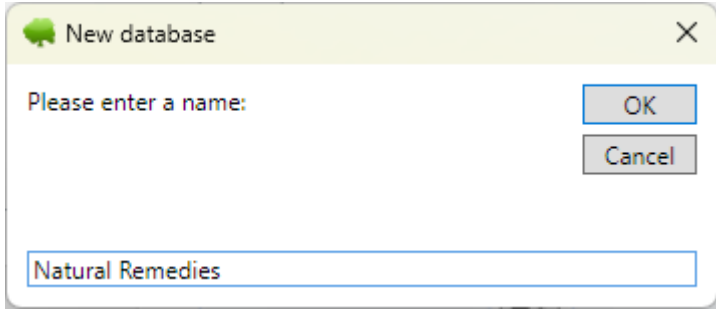 New database
Please enter a name:
OK
Cancel
Natural Remedies